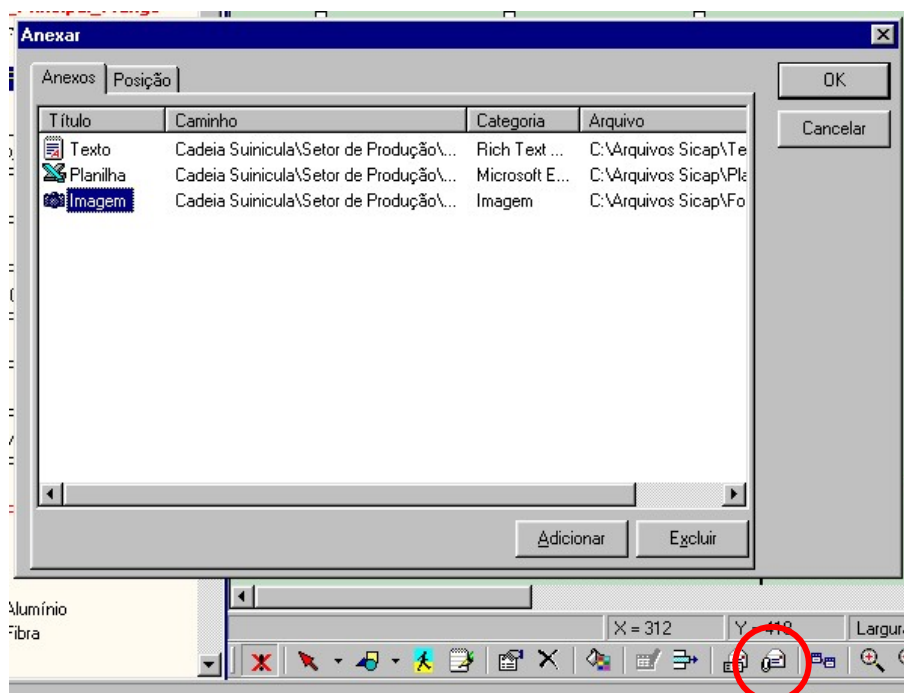 Anexar
Anexos Posição
OK
Cancelar
Título Caminho Categoria Arquivo
Texto Cadeia Suinicula\Setor de Produção\... Rich Text ... C:\Arquivos Sicap\Te
Planilha Cadeia Suinicula\Setor de Produção\... Microsoft E... C:\Arquivos Sicap\Pla
Imagem Cadeia Suinicula\Setor de Produção\... Imagem C:\Arquivos Sicap\Fo
Adicionar Excluir
Alumínio
Fibra
X = 312 Y = 418 Largura